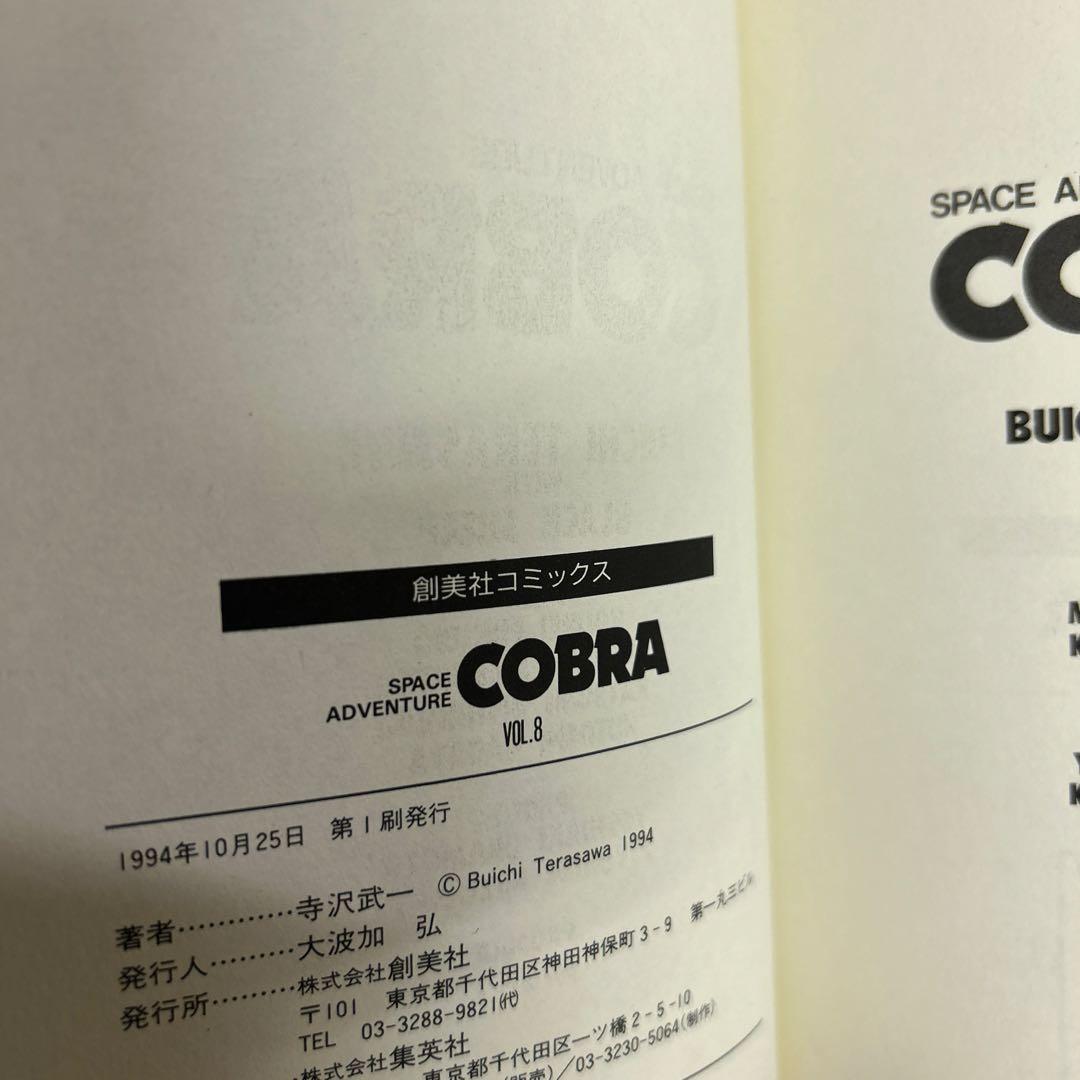 創美社コミックス
SPACE
ADVENTURE
COBRA
VOL.8
1994年10月25日 第1刷発行
著者…………寺沢武一 © Buichi Terasawa 1994
発行人………大波加 弘
発行所………株式会社創美社
〒101 東京都千代田区神田神保町3-9 第一丸三ビル
TEL 03-3288-9821(代)
株式会社集英社
東京都千代田区一ツ橋2-5-10
(販売)/03-3230-5064(制作)
SPACE
BUIC